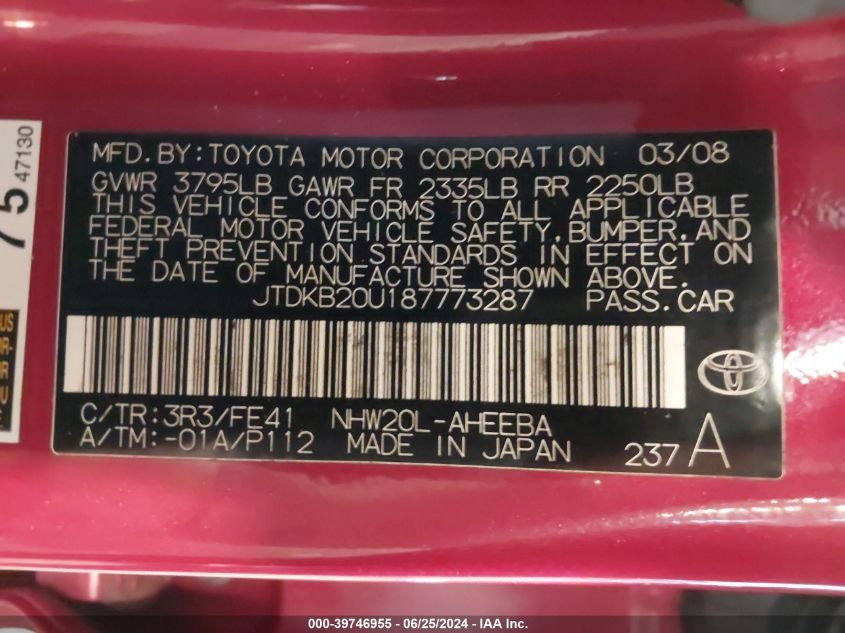 MFD.BY:TOYOTA MOTOR CORPORATION 03/08
GVWR 3795LB GAWR FR 2335LB RR 2250LB
THIS VEHICLE CONFORMS TO ALL APPLICABLE
FEDERAL MOTOR VEHICLE SAFETY,BUMPER,AND
THEFT PREVENTION STANDARDS IN EFFECT ON
THE DATE OF MANUFACTURE SHOWN ABOVE.
JTDKB20U187773287 PASS.CAR
C/TR:3R3/FE41 NHW20L-AHEEBA
A/TM:-01A/P112 MADE IN JAPAN 237 A
75
47130
000-39746955 - 06/25/2024 - IAA Inc.